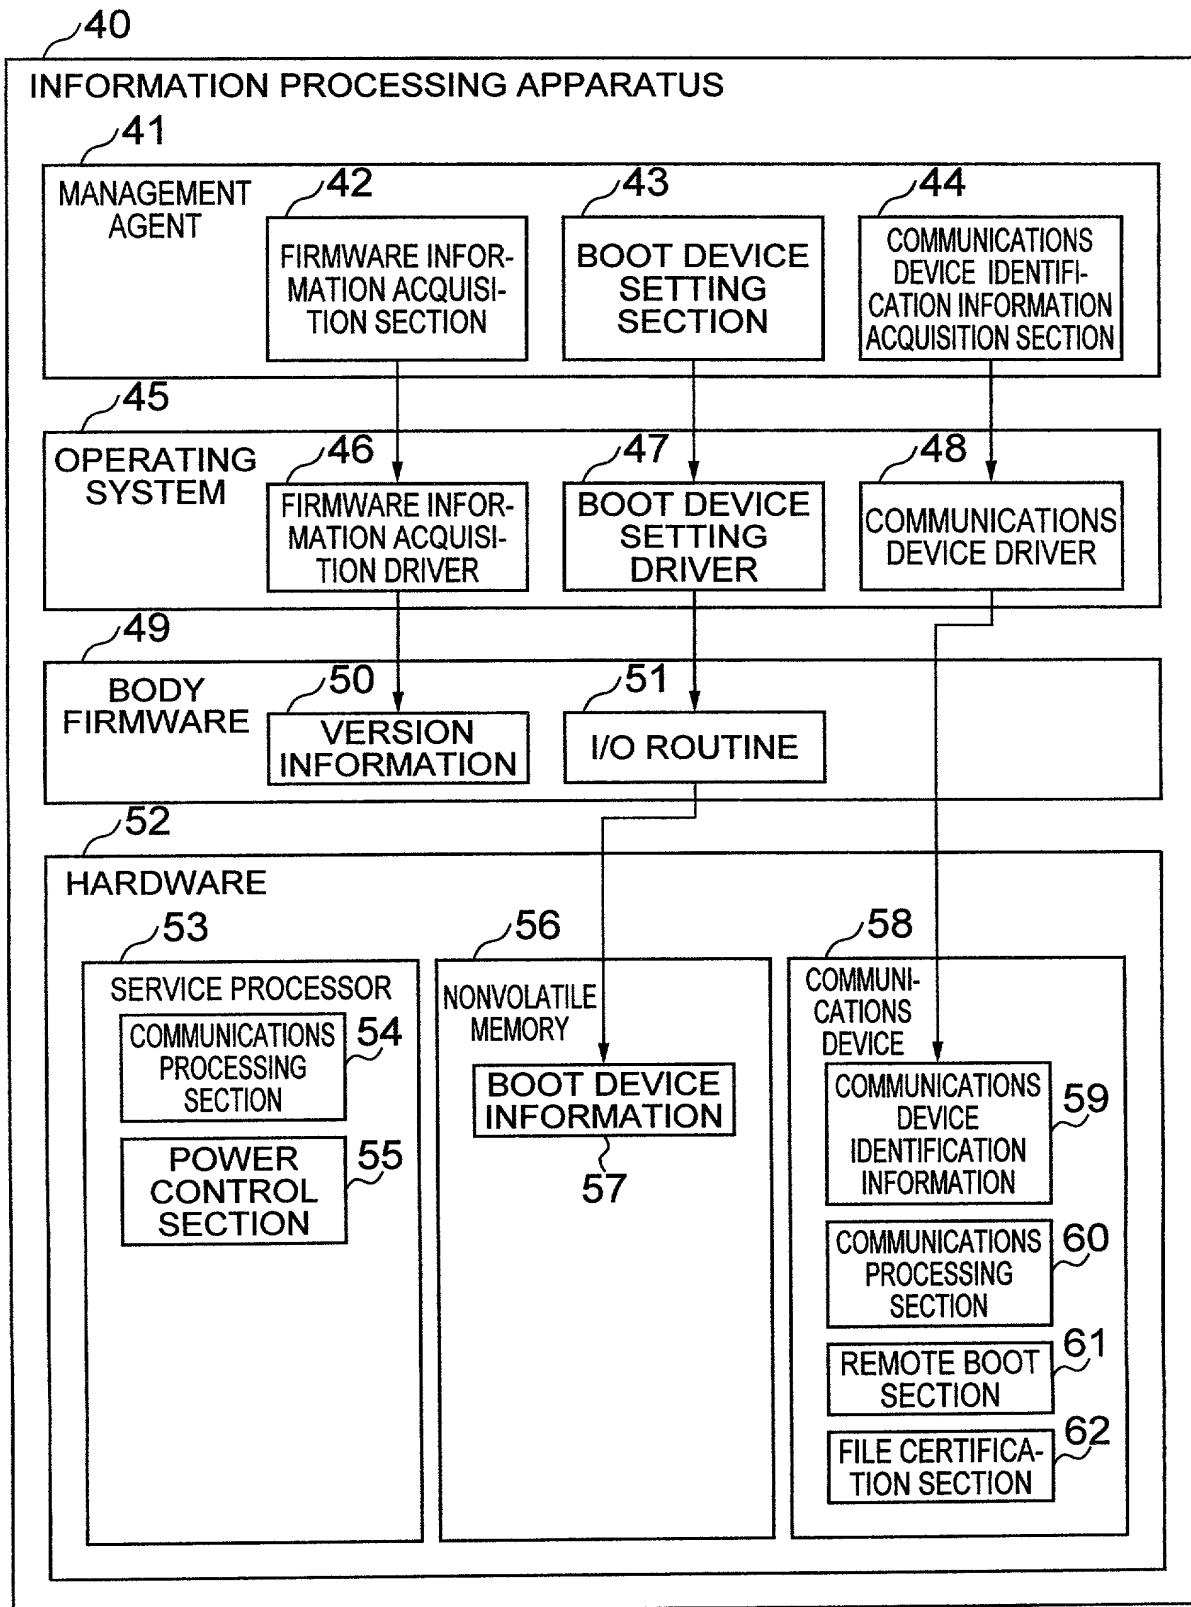 40
INFORMATION PROCESSING APPARATUS
41
MANAGEMENT
AGENT
42
FIRMWARE INFOR-
MATION ACQUISI-
TION SECTION
43
BOOT DEVICE
SETTING
SECTION
44
COMMUNICATIONS
DEVICE IDENTIFI-
CATION INFORMATION
ACQUISITION SECTION
45
OPERATING
SYSTEM
46
FIRMWARE INFOR-
MATION ACQUISI-
TION DRIVER
47
BOOT DEVICE
SETTING
DRIVER
48
COMMUNICATIONS
DEVICE DRIVER
49
BODY
FIRMWARE
50
VERSION
INFORMATION
51
I/O ROUTINE
52
HARDWARE
53
SERVICE PROCESSOR
COMMUNICATIONS
PROCESSING
SECTION
54
POWER
CONTROL
SECTION
55
56
NONVOLATILE
MEMORY
BOOT DEVICE
INFORMATION
57
58
COMMUNI-
CATIONS
DEVICE
COMMUNICATIONS
DEVICE
IDENTIFICATION
INFORMATION
59
COMMUNICATIONS
PROCESSING
SECTION
60
REMOTE BOOT
SECTION
61
FILE CERTIFICA-
TION SECTION
62